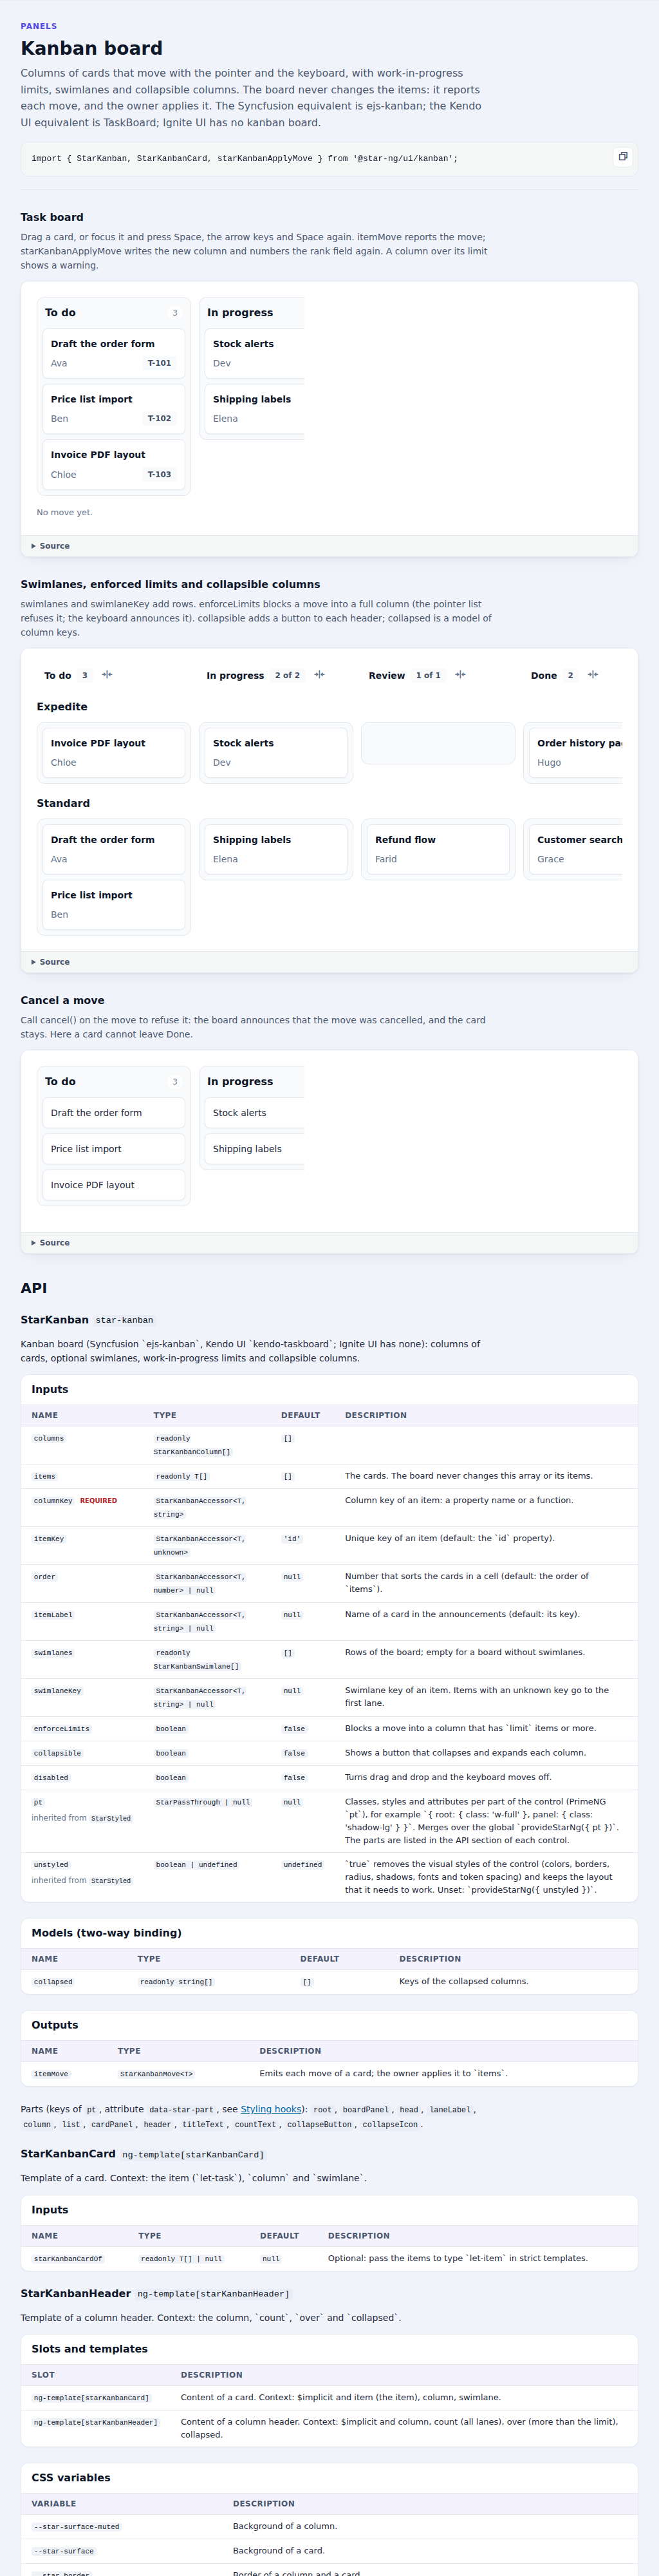 PANELS
Kanban board
Columns of cards that move with the pointer and the keyboard, with work-in-progress
limits, swimlanes and collapsible columns. The board never changes the items: it reports
each move, and the owner applies it. The Syncfusion equivalent is ejs-kanban; the Kendo
UI equivalent is TaskBoard; Ignite UI has no kanban board.
import { StarKanban, StarKanbanCard, starKanbanApplyMove } from '@star-ng/ui/kanban';
Task board
Drag a card, or focus it and press Space, the arrow keys and Space again. itemMove reports the move;
starKanbanApplyMove writes the new column and numbers the rank field again. A column over its limit
shows a warning.
To do 3 In progress
Draft the order form Stock alerts
Ava T-101 Dev
Price list import Shipping labels
Ben T-102 Elena
Invoice PDF layout
Chloe T-103
No move yet.
▶ Source
Swimlanes, enforced limits and collapsible columns
swimlanes and swimlaneKey add rows. enforceLimits blocks a move into a full column (the pointer list
refuses it; the keyboard announces it). collapsible adds a button to each header; collapsed is a model of
column keys.
To do 3 In progress 2 of 2 Review 1 of 1 Done 2
Expedite
Invoice PDF layout Stock alerts Order history pa
Chloe Dev Hugo
Standard
Draft the order form Shipping labels Refund flow Customer search
Ava Elena Farid Grace
Price list import
Ben
▶ Source
Cancel a move
Call cancel() on the move to refuse it: the board announces that the move was cancelled, and the card
stays. Here a card cannot leave Done.
To do 3 In progress
Draft the order form Stock alerts
Price list import Shipping labels
Invoice PDF layout
▶ Source
API
StarKanban star-kanban
Kanban board (Syncfusion `ejs-kanban`, Kendo UI `kendo-taskboard`; Ignite UI has none): columns of
cards, optional swimlanes, work-in-progress limits and collapsible columns.
Inputs
NAME TYPE DEFAULT DESCRIPTION
columns readonly StarKanbanColumn[] []
items readonly T[] [] The cards. The board never changes this array or its items.
columnKey REQUIRED StarKanbanAccessor<T, string> Column key of an item: a property name or a function.
itemKey StarKanbanAccessor<T, unknown> 'id' Unique key of an item (default: the `id` property).
order StarKanbanAccessor<T, number> | null null Number that sorts the cards in a cell (default: the order of `items`).
itemLabel StarKanbanAccessor<T, string> | null null Name of a card in the announcements (default: its key).
swimlanes readonly StarKanbanSwimlane[] [] Rows of the board; empty for a board without swimlanes.
swimlaneKey StarKanbanAccessor<T, string> | null null Swimlane key of an item. Items with an unknown key go to the first lane.
enforceLimits boolean false Blocks a move into a column that has `limit` items or more.
collapsible boolean false Shows a button that collapses and expands each column.
disabled boolean false Turns drag and drop and the keyboard moves off.
pt inherited from StarStyled StarPassThrough | null null Classes, styles and attributes per part of the control (PrimeNG `pt`), for example `{ root: { class: 'w-full' }, panel: { class: 'shadow-lg' } }`. Merges over the global `provideStarNg({ pt })`. The parts are listed in the API section of each control.
unstyled inherited from StarStyled boolean | undefined undefined `true` removes the visual styles of the control (colors, borders, radius, shadows, fonts and token spacing) and keeps the layout that it needs to work. Unset: `provideStarNg({ unstyled })`.
Models (two-way binding)
NAME TYPE DEFAULT DESCRIPTION
collapsed readonly string[] [] Keys of the collapsed columns.
Outputs
NAME TYPE DESCRIPTION
itemMove StarKanbanMove<T> Emits each move of a card; the owner applies it to `items`.
Parts (keys of pt, attribute data-star-part, see Styling hooks): root, boardPanel, head, laneLabel,
column, list, cardPanel, header, titleText, countText, collapseButton, collapseIcon.
StarKanbanCard ng-template[starKanbanCard]
Template of a card. Context: the item (`let-task`), `column` and `swimlane`.
Inputs
NAME TYPE DEFAULT DESCRIPTION
starKanbanCardOf readonly T[] | null null Optional: pass the items to type `let-item` in strict templates.
StarKanbanHeader ng-template[starKanbanHeader]
Template of a column header. Context: the column, `count`, `over` and `collapsed`.
Slots and templates
SLOT DESCRIPTION
ng-template[starKanbanCard] Content of a card. Context: $implicit and item (the item), column, swimlane.
ng-template[starKanbanHeader] Content of a column header. Context: $implicit and column, count (all lanes), over (more than the limit), collapsed.
CSS variables
VARIABLE DESCRIPTION
--star-surface-muted Background of a column.
--star-surface Background of a card.
--star-border Border of a column and a card.